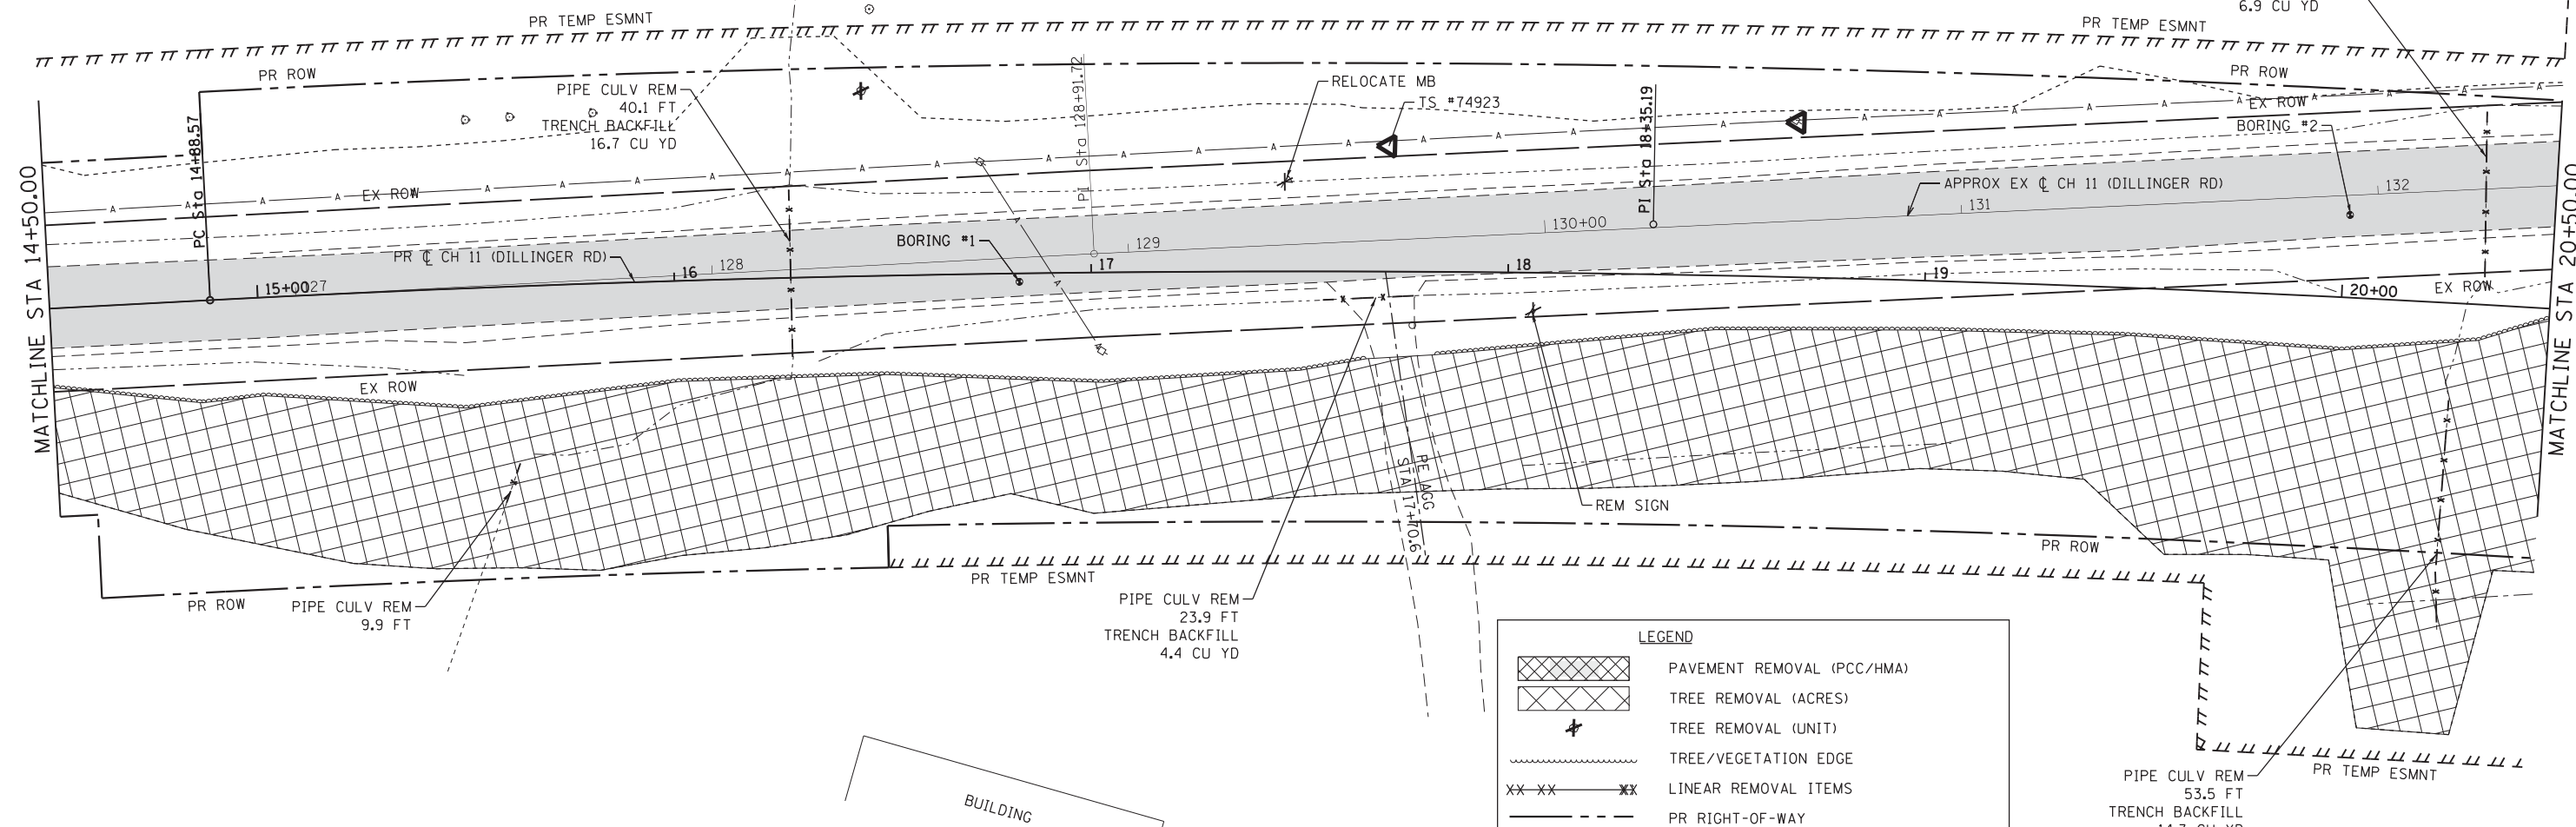 PR TEMP ESMNT
6.9 CU YD
PR TEMP ESMNT
PR ROW
PR ROW
PIPE CULV REM
40.1 FT
TRENCH BACKFILL
16.7 CU YD
RELOCATE MB
TS #74923
EX ROW
BORING #2
PC Sta 14+88.57
PI Sta 128+91.72
PI Sta 18+35.19
EX ROW
APPROX EX ℄ CH 11 (DILLINGER RD)
132
131
130+00
129
128
BORING #1
PR ℄ CH 11 (DILLINGER RD)
15+00
16
17
18
19
20+00
EX ROW
EX ROW
MATCHLINE STA 14+50.00
MATCHLINE STA 20+50.00
PE AGG
STA 17+70.6
REM SIGN
PR ROW
PR TEMP ESMNT
PR ROW
PIPE CULV REM
9.9 FT
PIPE CULV REM
23.9 FT
TRENCH BACKFILL
4.4 CU YD
LEGEND
PAVEMENT REMOVAL (PCC/HMA)
TREE REMOVAL (ACRES)
TREE REMOVAL (UNIT)
TREE/VEGETATION EDGE
LINEAR REMOVAL ITEMS
PR RIGHT-OF-WAY
PR TEMP ESMNT
PIPE CULV REM
53.5 FT
TRENCH BACKFILL
BUILDING